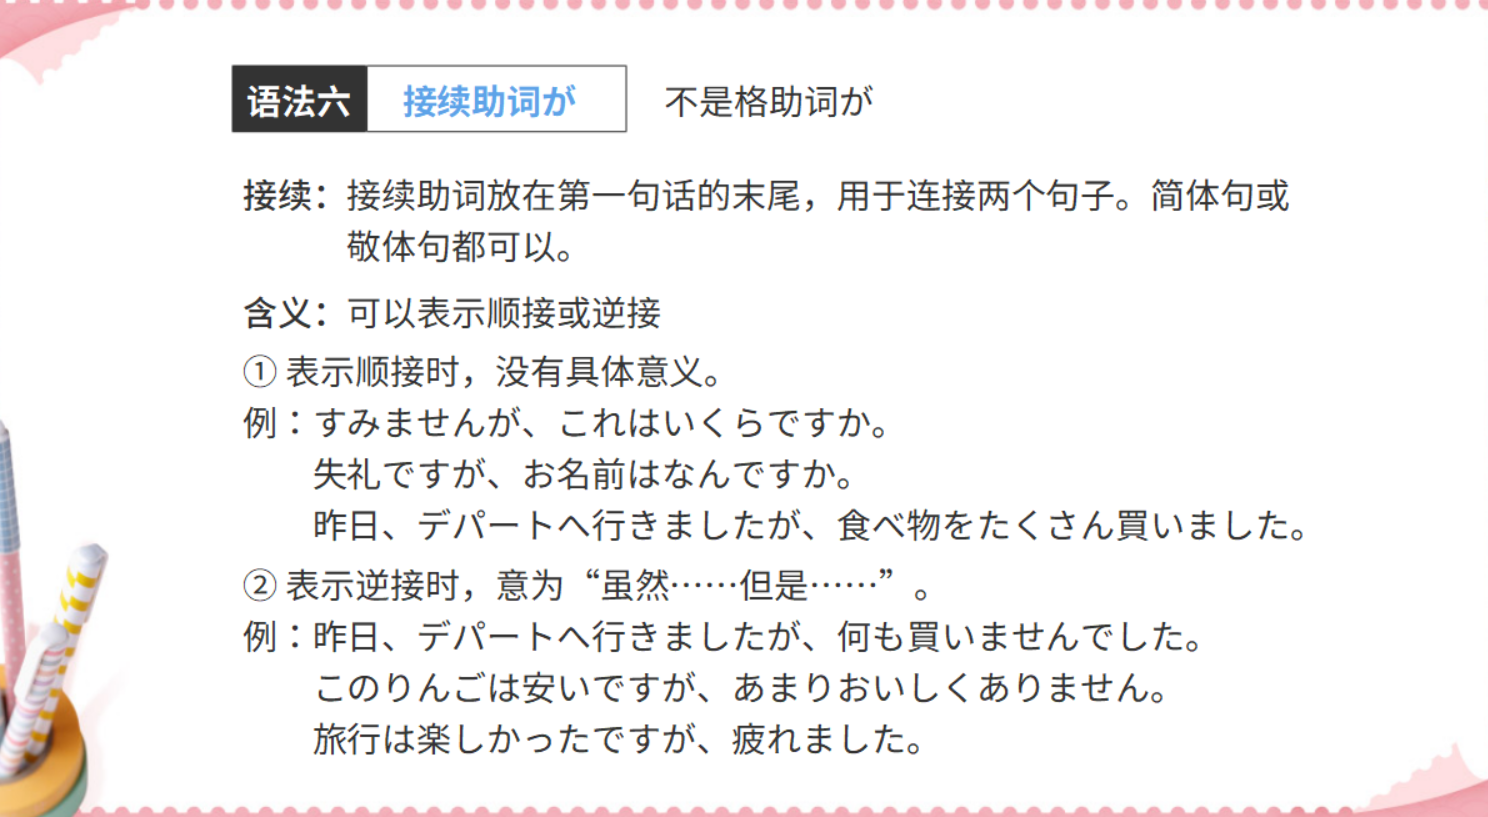 语法六 接续助词が 不是格助词が
接续：接续助词放在第一句话的末尾，用于连接两个句子。简体句或
敬体句都可以。
含义：可以表示顺接或逆接
① 表示顺接时，没有具体意义。
例：すみませんが、これはいくらですか。
失礼ですが、お名前はなんですか。
昨日、デパートへ行きましたが、食べ物をたくさん買いました。
② 表示逆接时，意为“虽然……但是……”。
例：昨日、デパートへ行きましたが、何も買いませんでした。
このりんごは安いですが、あまりおいしくありません。
旅行は楽しかったですが、疲れました。